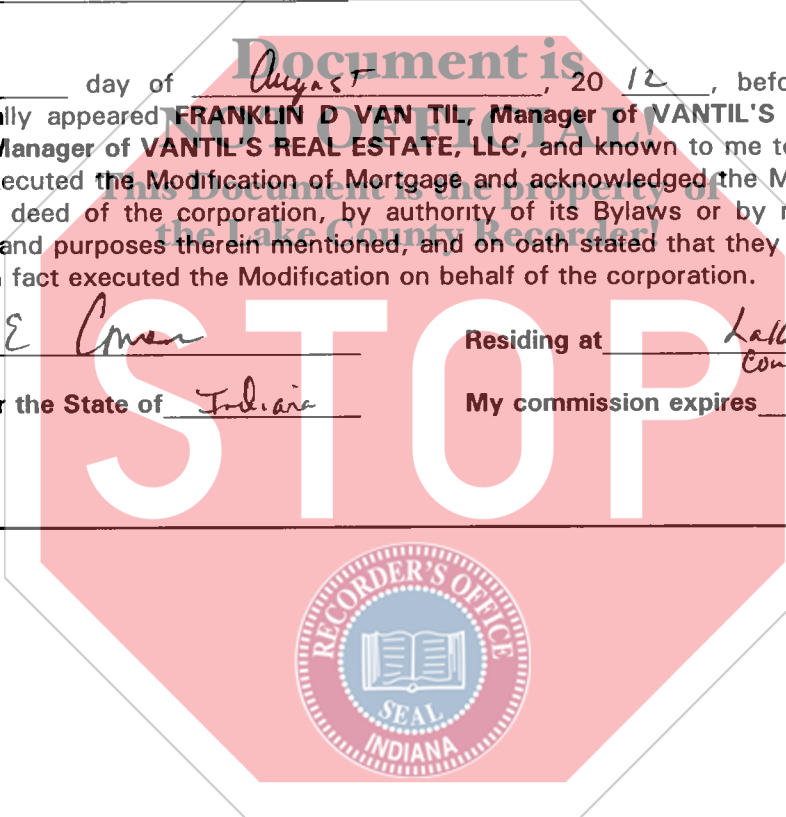 Document is
day of August, 20 12, befo
lly appeared FRANKLIN D VAN TIL, Manager of VANTIL'S
NOT OFFICIAL!
Manager of VANTIL'S REAL ESTATE, LLC, and known to me to
This Document is the property of
ecuted the Modification of Mortgage and acknowledged the M
deed of the corporation, by authority of its Bylaws or by r
the Lake County Recorder!
and purposes therein mentioned, and on oath stated that they
fact executed the Modification on behalf of the corporation.
STOP
E
Residing at
r the State of Indiana
My commission expires
RECORDER'S OFFICE
SEAL
INDIANA